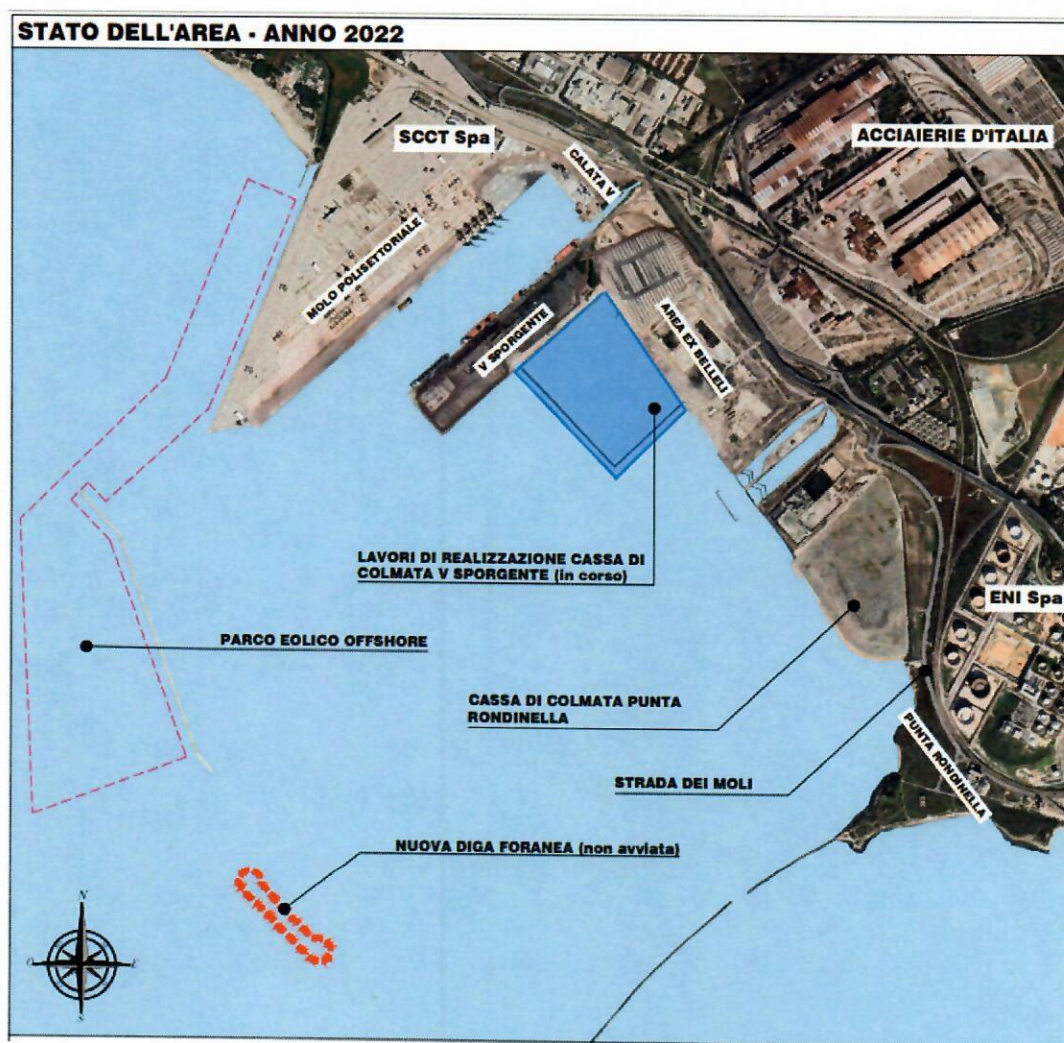 STATO DELL'AREA - ANNO 2022
SCCT Spa
ACCIAIERIE D'ITALIA
CALATA V
MOLO POLISETTORIALE
V SPORGENTE
AREA EX BELLELI
LAVORI DI REALIZZAZIONE CASSA DI
COLMATA V SPORGENTE (in corso)
ENI Spa
PARCO EOLICO OFFSHORE
CASSA DI COLMATA PUNTA
RONDINELLA
STRADA DEI MOLI
PUNTA RONDINELLA
NUOVA DIGA FORANEA (non avviata)
N
O
E
S